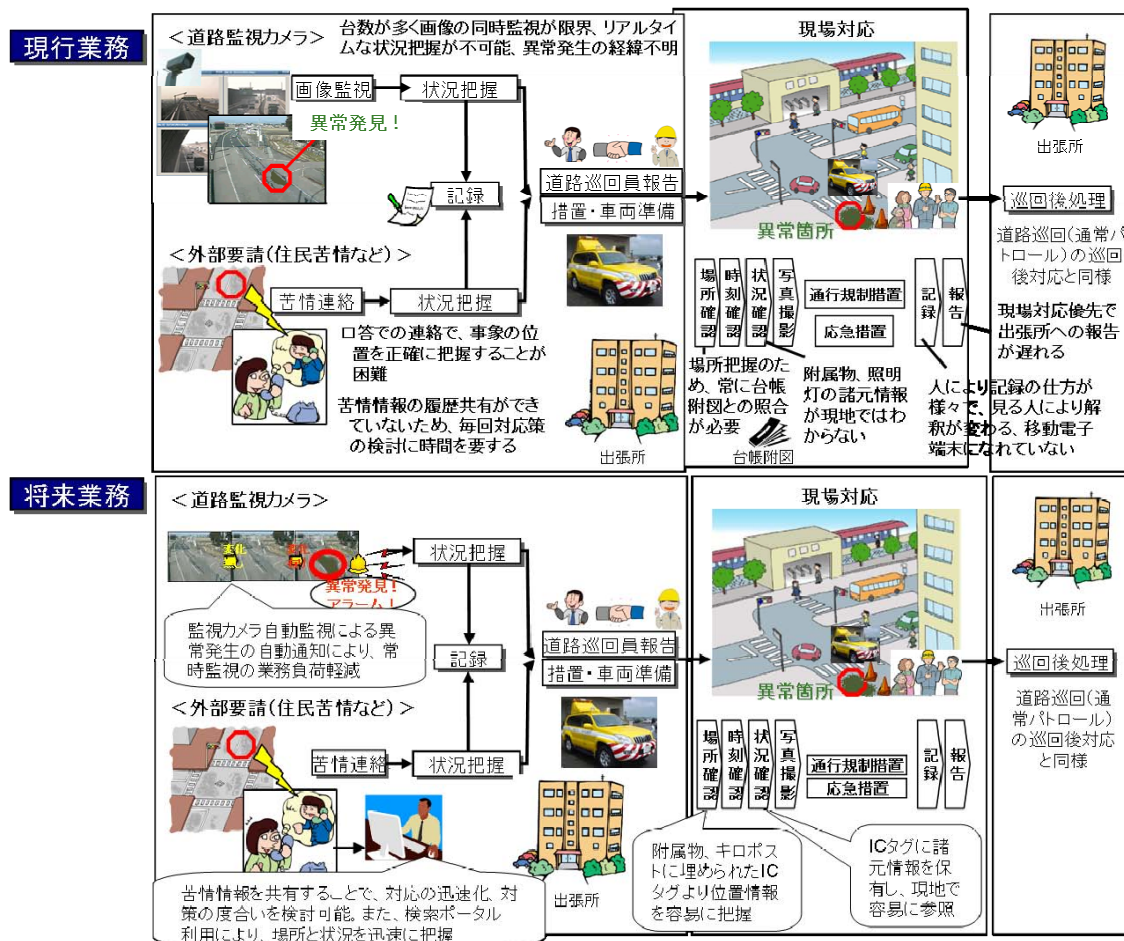 現行業務
＜道路監視カメラ＞
台数が多く画像の同時監視が限界、リアルタイ
ムな状況把握が不可能、異常発生の経緯不明
画像監視
状況把握
異常発見！
記録
＜外部要請(住民苦情など)＞
苦情連絡
状況把握
口答での連絡で、事象の位
置を正確に把握することが
困難
苦情情報の履歴共有ができ
ていないため、毎回対応策
の検討に時間を要する
道路巡回員報告
措置・車両準備
出張所
現場対応
異常箇所
場所確認
時刻確認
状況確認
写真撮影
通行規制措置
応急措置
記録
報告
場所把握のた
め、常に台帳
附図との照合
が必要
台帳附図
附属物、照明
灯の諸元情報
が現地ではわ
からない
人により記録の仕方が
様々で、見る人により解
釈が変わる、移動電子
端末になれていない
出張所
巡回後処理
道路巡回(通常パ
トロール)の巡回
後対応と同様
現場対応優先で
出張所への報告
が遅れる
将来業務
＜道路監視カメラ＞
変化
無し
変化
異常発見！
アラーム！
状況把握
監視カメラ自動監視による異
常発生の自動通知により、常
時監視の業務負荷軽減
記録
＜外部要請(住民苦情など)＞
苦情連絡
状況把握
苦情情報を共有することで、対応の迅速化、対
策の度合いを検討可能。また、検索ポータル
利用により、場所と状況を迅速に把握
道路巡回員報告
措置・車両準備
出張所
現場対応
異常箇所
場所確認
時刻確認
状況確認
写真撮影
通行規制措置
応急措置
記録
報告
附属物、キロポス
トに埋められたIC
タグより位置情報
を容易に把握
ICタグに諸
元情報を保
有し、現地で
容易に参照
出張所
巡回後処理
道路巡回(通
常パトロール)
の巡回後対応
と同様